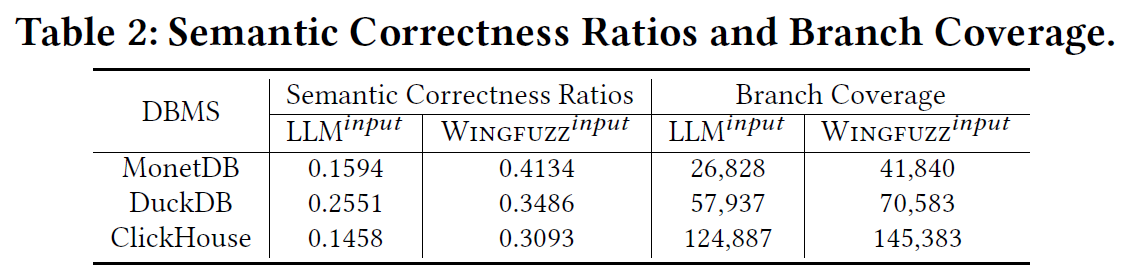 Table 2: Semantic Correctness Ratios and Branch Coverage.
DBMS Semantic Correctness Ratios Branch Coverage
LLM^input WINGFUZZ^input LLM^input WINGFUZZ^input
MonetDB 0.1594 0.4134 26,828 41,840
DuckDB 0.2551 0.3486 57,937 70,583
ClickHouse 0.1458 0.3093 124,887 145,383